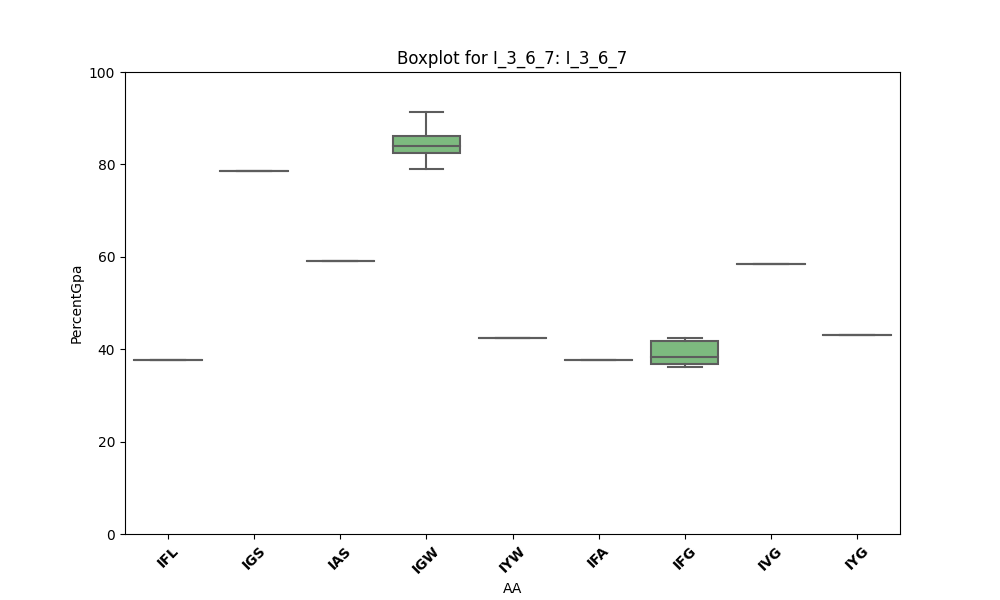 Boxplot for I_3_6_7: I_3_6_7
100
80
60
40
20
0
PercentGpa
IFL
IGS
IAS
IGW
IYW
IFA
IFG
IVG
IYG
AA